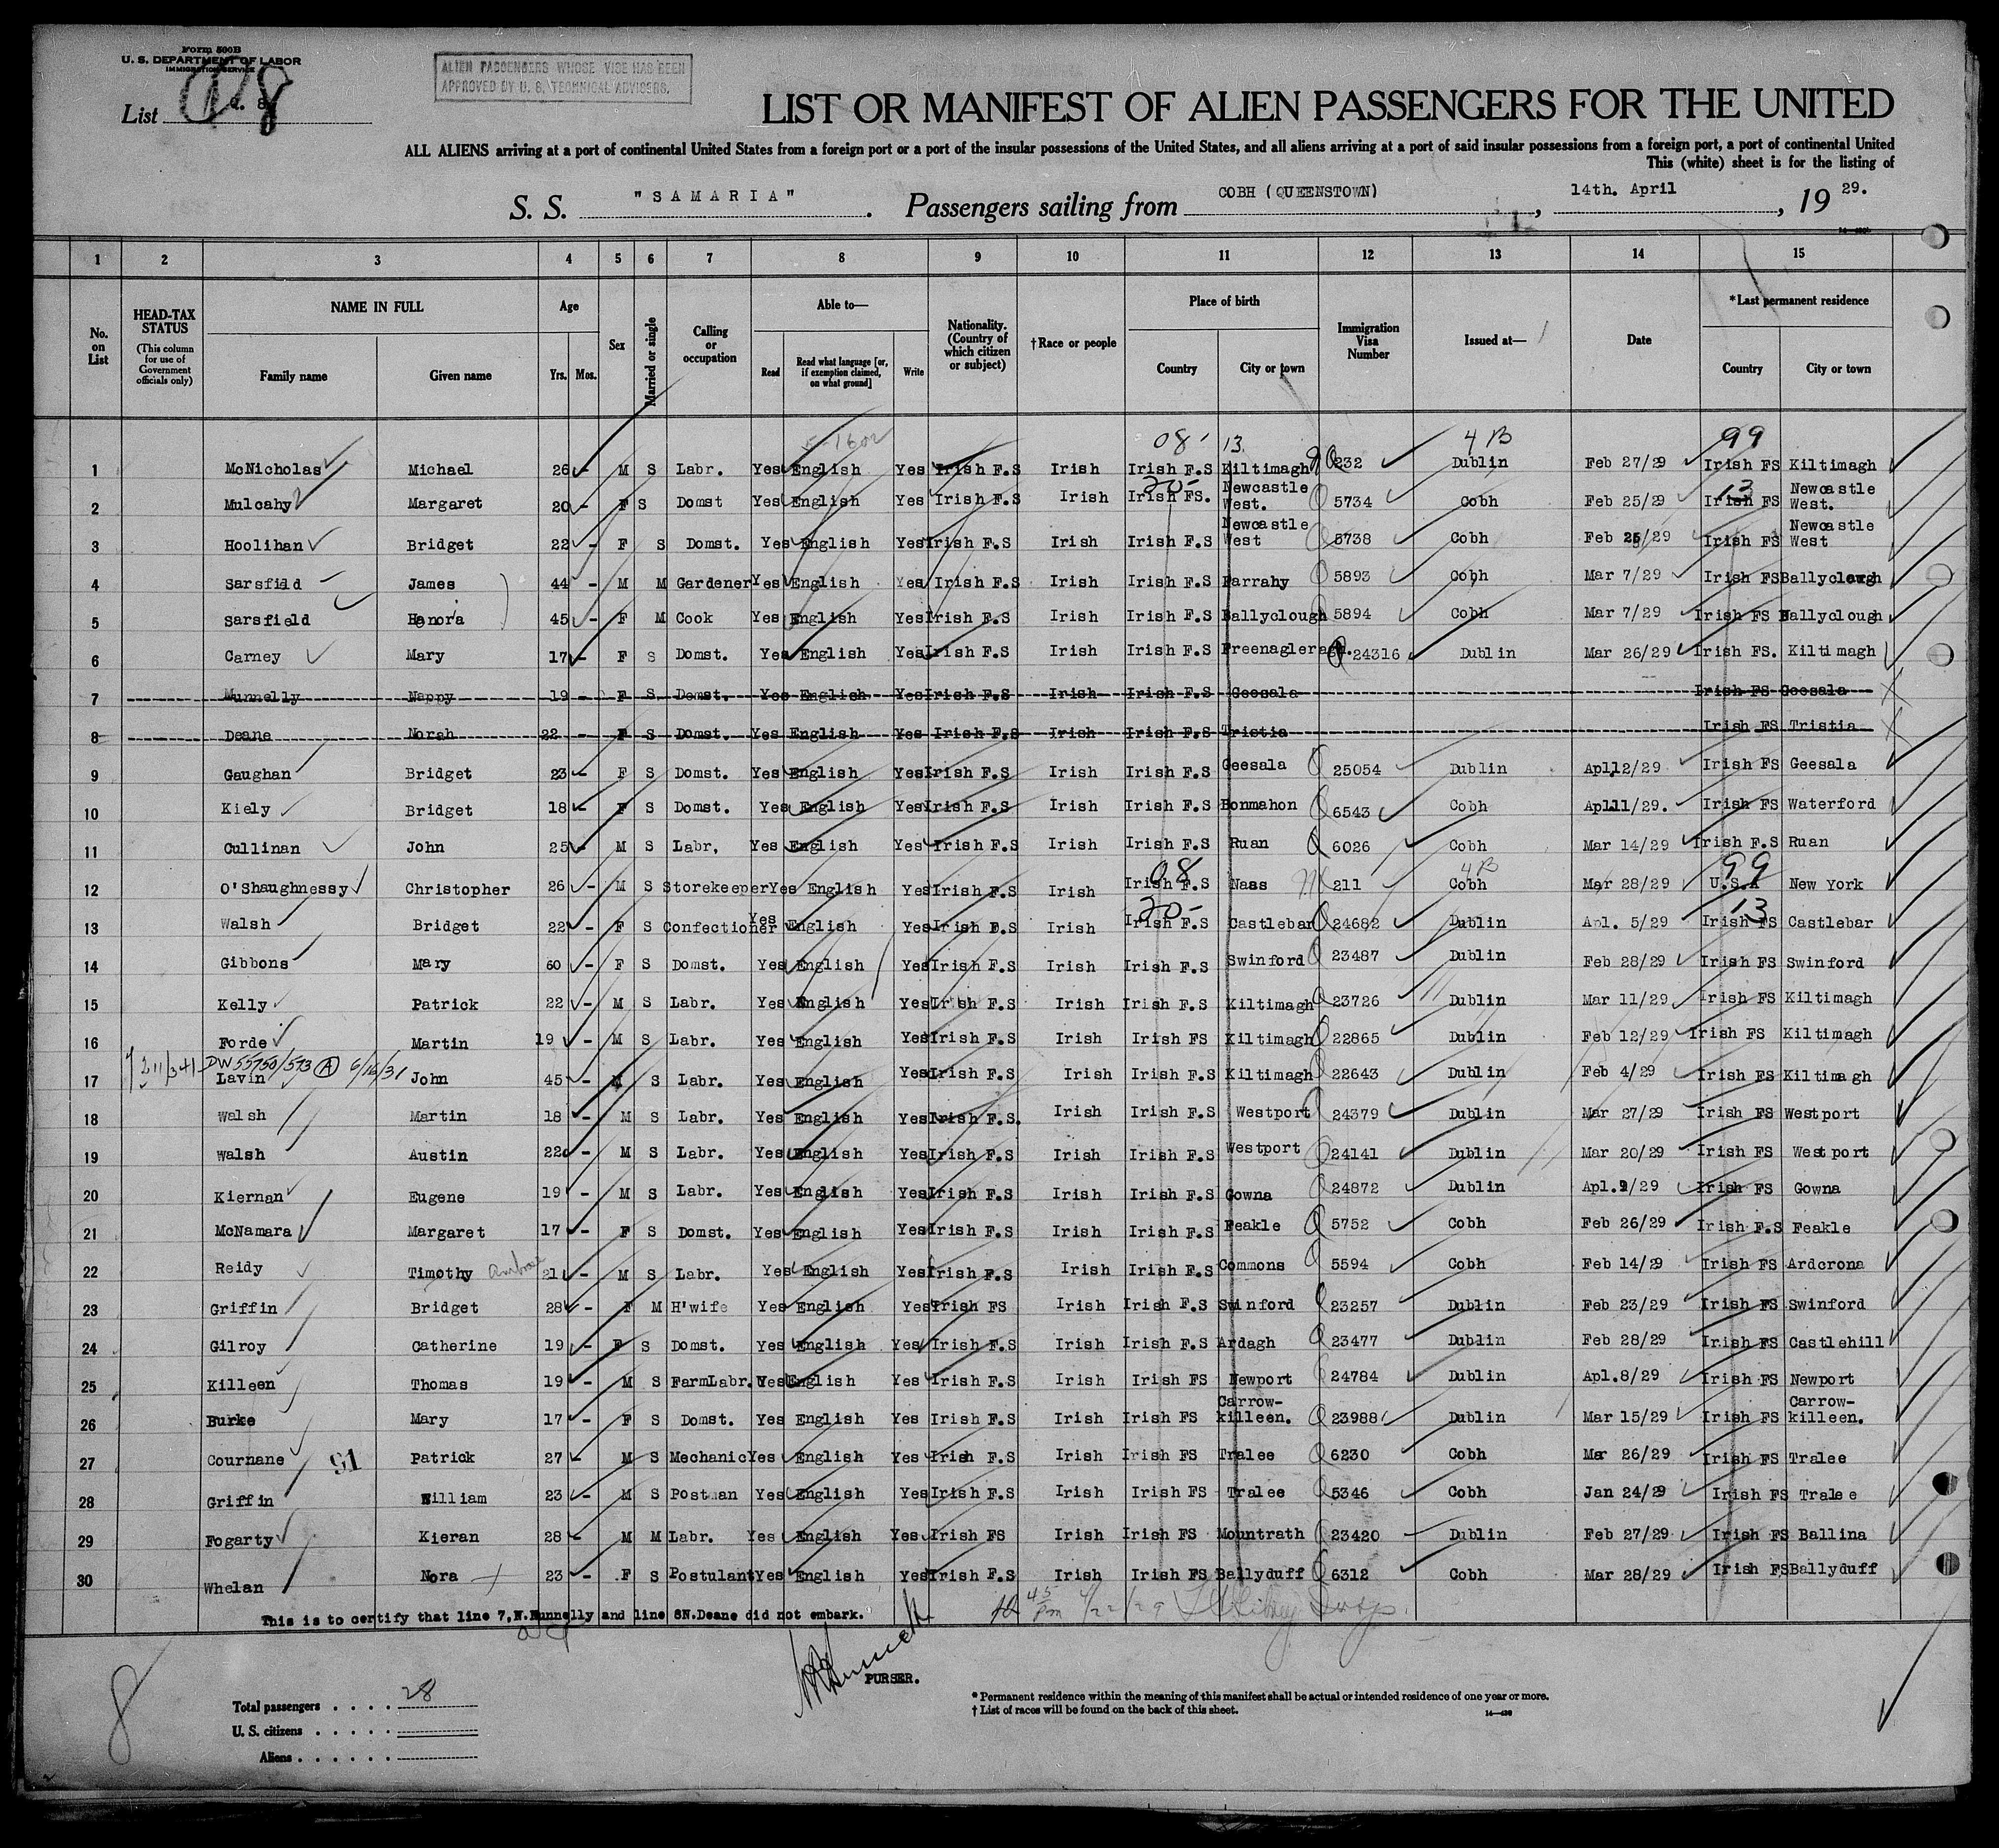 Form 500B
U. S. DEPARTMENT OF LABOR
IMMIGRATION SERVICE
List 8
ALIEN PASSENGERS WHOSE VISE HAS BEEN
APPROVED BY U. S. TECHNICAL ADVISERS.
LIST OR MANIFEST OF ALIEN PASSENGERS FOR THE UNITED
ALL ALIENS arriving at a port of continental United States from a foreign port or a port of the insular possessions of the United States, and all aliens arriving at a port of said insular possessions from a foreign port, a port of continental United
This (white) sheet is for the listing of
S. S. "SAMARIA" . Passengers sailing from COBH (QUEENSTOWN) , 14th. April , 19 29.
1 2 3 4 5 6 7 8 9 10 11 12 13 14 15
No. on List HEAD-TAX STATUS (This column for use of Government officials only) NAME IN FULL Family name Given name Age Yrs. Mos. Sex Married or single Calling or occupation Able to— Read Read what language [or, if exemption claimed, on what ground] Write Nationality. (Country of which citizen or subject) †Race or people Place of birth Country City or town Immigration Visa Number Issued at— Date *Last permanent residence Country City or town
08 13 4 B 99
1 McNicholas Michael 26 - M S Labr. Yes English Yes Irish F.S Irish Irish F.S Kiltimagh 232 Dublin Feb 27/29 Irish FS Kiltimagh
20 13
2 Mulcahy Margaret 20 - F S Domst Yes English Yes Irish F.S Irish Irish FS. Newcastle West. 5734 Cobh Feb 25/29 Irish FS Newcastle West.
3 Hoolihan Bridget 22 - F S Domst. Yes English Yes Irish F.S Irish Irish F.S Newcastle West 5738 Cobh Feb 25/29 Irish FS Newcastle West
4 Sarsfild James 44 - M M Gardener Yes English Yes Irish F.S Irish Irish F.S Farrahy 5893 Cobh Mar 7/29 Irish FS Ballyclough
5 Sarsfield Honora 45 - F M Cook Yes English Yes Irish F.S Irish Irish F.S Ballyclough 5894 Cobh Mar 7/29 Irish FS Ballyclough
6 Carney Mary 17 - F S Domst. Yes English Yes Irish F.S Irish Irish F.S Preenagleragh. 24316 Dublin Mar 26/29 Irish FS. Kiltimagh
7 Munnelly Nappy 19 - F S Domst. Yes English Yes Irish F.S Irish Irish F.S Geesala Irish FS Geesala
8 Deane Norah 22 - F S Domst. Yes English Yes Irish F.S Irish Irish F.S Tristia Irish FS Tristia
9 Gaughan Bridget 23 - F S Domst. Yes English Yes Irish F.S Irish Irish F.S Geesala 25054 Dublin Apl12/29 Irish FS Geesala
10 Kiely Bridget 18 - F S Domst. Yes English Yes Irish F.S Irish Irish F.S Bonmahon 6543 Cobh Apl11/29. Irish FS Waterford
11 Cullinan John 25 - M S Labr, Yes English Yes Irish F.S Irish Irish F.S Ruan 6026 Cobh Mar 14/29 Irish F.S Ruan
08 4B 99
12 O'Shaughnessy Christopher 26 - M S Storekeeper Yes English Yes Irish F.S Irish Irish F.S Naas 211 Cobh Mar 28/29 U.S.A New York
20 13
13 Walsh Bridget 22 - F S Confectioner Yes English Yes Irish F.S Irish Irish F.S Castlebar 24682 Dublin Apl. 5/29 Irish FS Castlebar
14 Gibbons Mary 60 - F S Domst. Yes English Yes Irish F.S Irish Irish F.S Swinford 23487 Dublin Feb 28/29 Irish FS Swinford
15 Kelly Patrick 22 - M S Labr. Yes English Yes Irish F.S Irish Irish F.S Kiltimagh 23726 Dublin Mar 11/29 Irish FS Kiltimagh
16 Forde Martin 19 - M S Labr. Yes English Yes Irish F.S Irish Irish FS Kiltimagh 22865 Dublin Feb 12/29 Irish FS Kiltimagh
DW 55750/573 A 6/16/31
17 Lavin John 45 - M S Labr. Yes English Yes Irish F.S Irish Irish F.S Kiltimagh 22643 Dublin Feb 4/29 Irish FS Kiltimagh
18 Walsh Martin 18 - M S Labr. Yes English Yes Irish F.S. Irish Irish F.S Westport 24379 Dublin Mar 27/29 Irish FS Westport
19 Walsh Austin 22 - M S Labr. Yes English Yes Irish F.S Irish Irish F.S Westport 24141 Dublin Mar 20/29 Irish FS Westport
20 Kiernan Eugene 19 - M S Labr. Yes English Yes Irish F.S Irish Irish F.S Gowna 24872 Dublin Apl.9/29 Irish FS Gowna
21 McNamara Margaret 17 - F S Domst. Yes English Yes Irish F.S Irish Irish F.S Feakle 5752 Cobh Feb 26/29 Irish F.S Feakle
22 Reidy Timothy Ambrose 21 - M S Labr. Yes English Yes Irish F.S Irish Irish F.S Commons 5594 Cobh Feb 14/29 Irish FS Ardcrona
23 Griffin Bridget 28 - F M H'wife Yes English Yes Irish FS Irish Irish F.S Swinford 23257 Dublin Feb 23/29 Irish FS Swinford
24 Gilroy Catherine 19 - F S Domst. Yes English Yes Irish F.S Irish Irish F.S Ardagh 23477 Dublin Feb 28/29 Irish FS Castlehill
25 Killeen Thomas 19 - M S FarmLabr. Yes English Yes Irish F.S Irish Irish FS Newport 24784 Dublin Apl.8/29 Irish FS Newport
26 Burke Mary 17 - F S Domst. Yes English Yes Irish F.S Irish Irish FS Carrow-killeen. 23988 Dublin Mar 15/29 Irish FS Carrow-killeen.
27 Cournane 91 Patrick 27 - M S Mechanic Yes English Yes Irish F.S Irish Irish FS Tralee 6230 Cobh Mar 26/29 Irish FS Tralee
28 Griffin William 23 - M S Postman Yes English Yes Irish F.S Irish Irish FS Tralee 5346 Cobh Jan 24/29 Irish FS Tralee
29 Fogarty Kieran 28 - M M Labr. Yes English Yes Irish FS Irish Irish FS Mountrath 23420 Dublin Feb 27/29 Irish FS Ballina
30 Whelan Nora 23 - F S Postulant Yes English Yes Irish F.S Irish Irish FS Ballyduff 6312 Cobh Mar 28/29 Irish FS Ballyduff
This is to certify that line 7,N.Munnelly and line 8N.Deane did not embark. 45 pm 4/22/29
PURSER.
8
Total passengers . . . . 28
U. S. citizens . . . . .
Aliens . . . . . .
* Permanent residence within the meaning of this manifest shall be actual or intended residence of one year or more.
† List of races will be found on the back of this sheet.